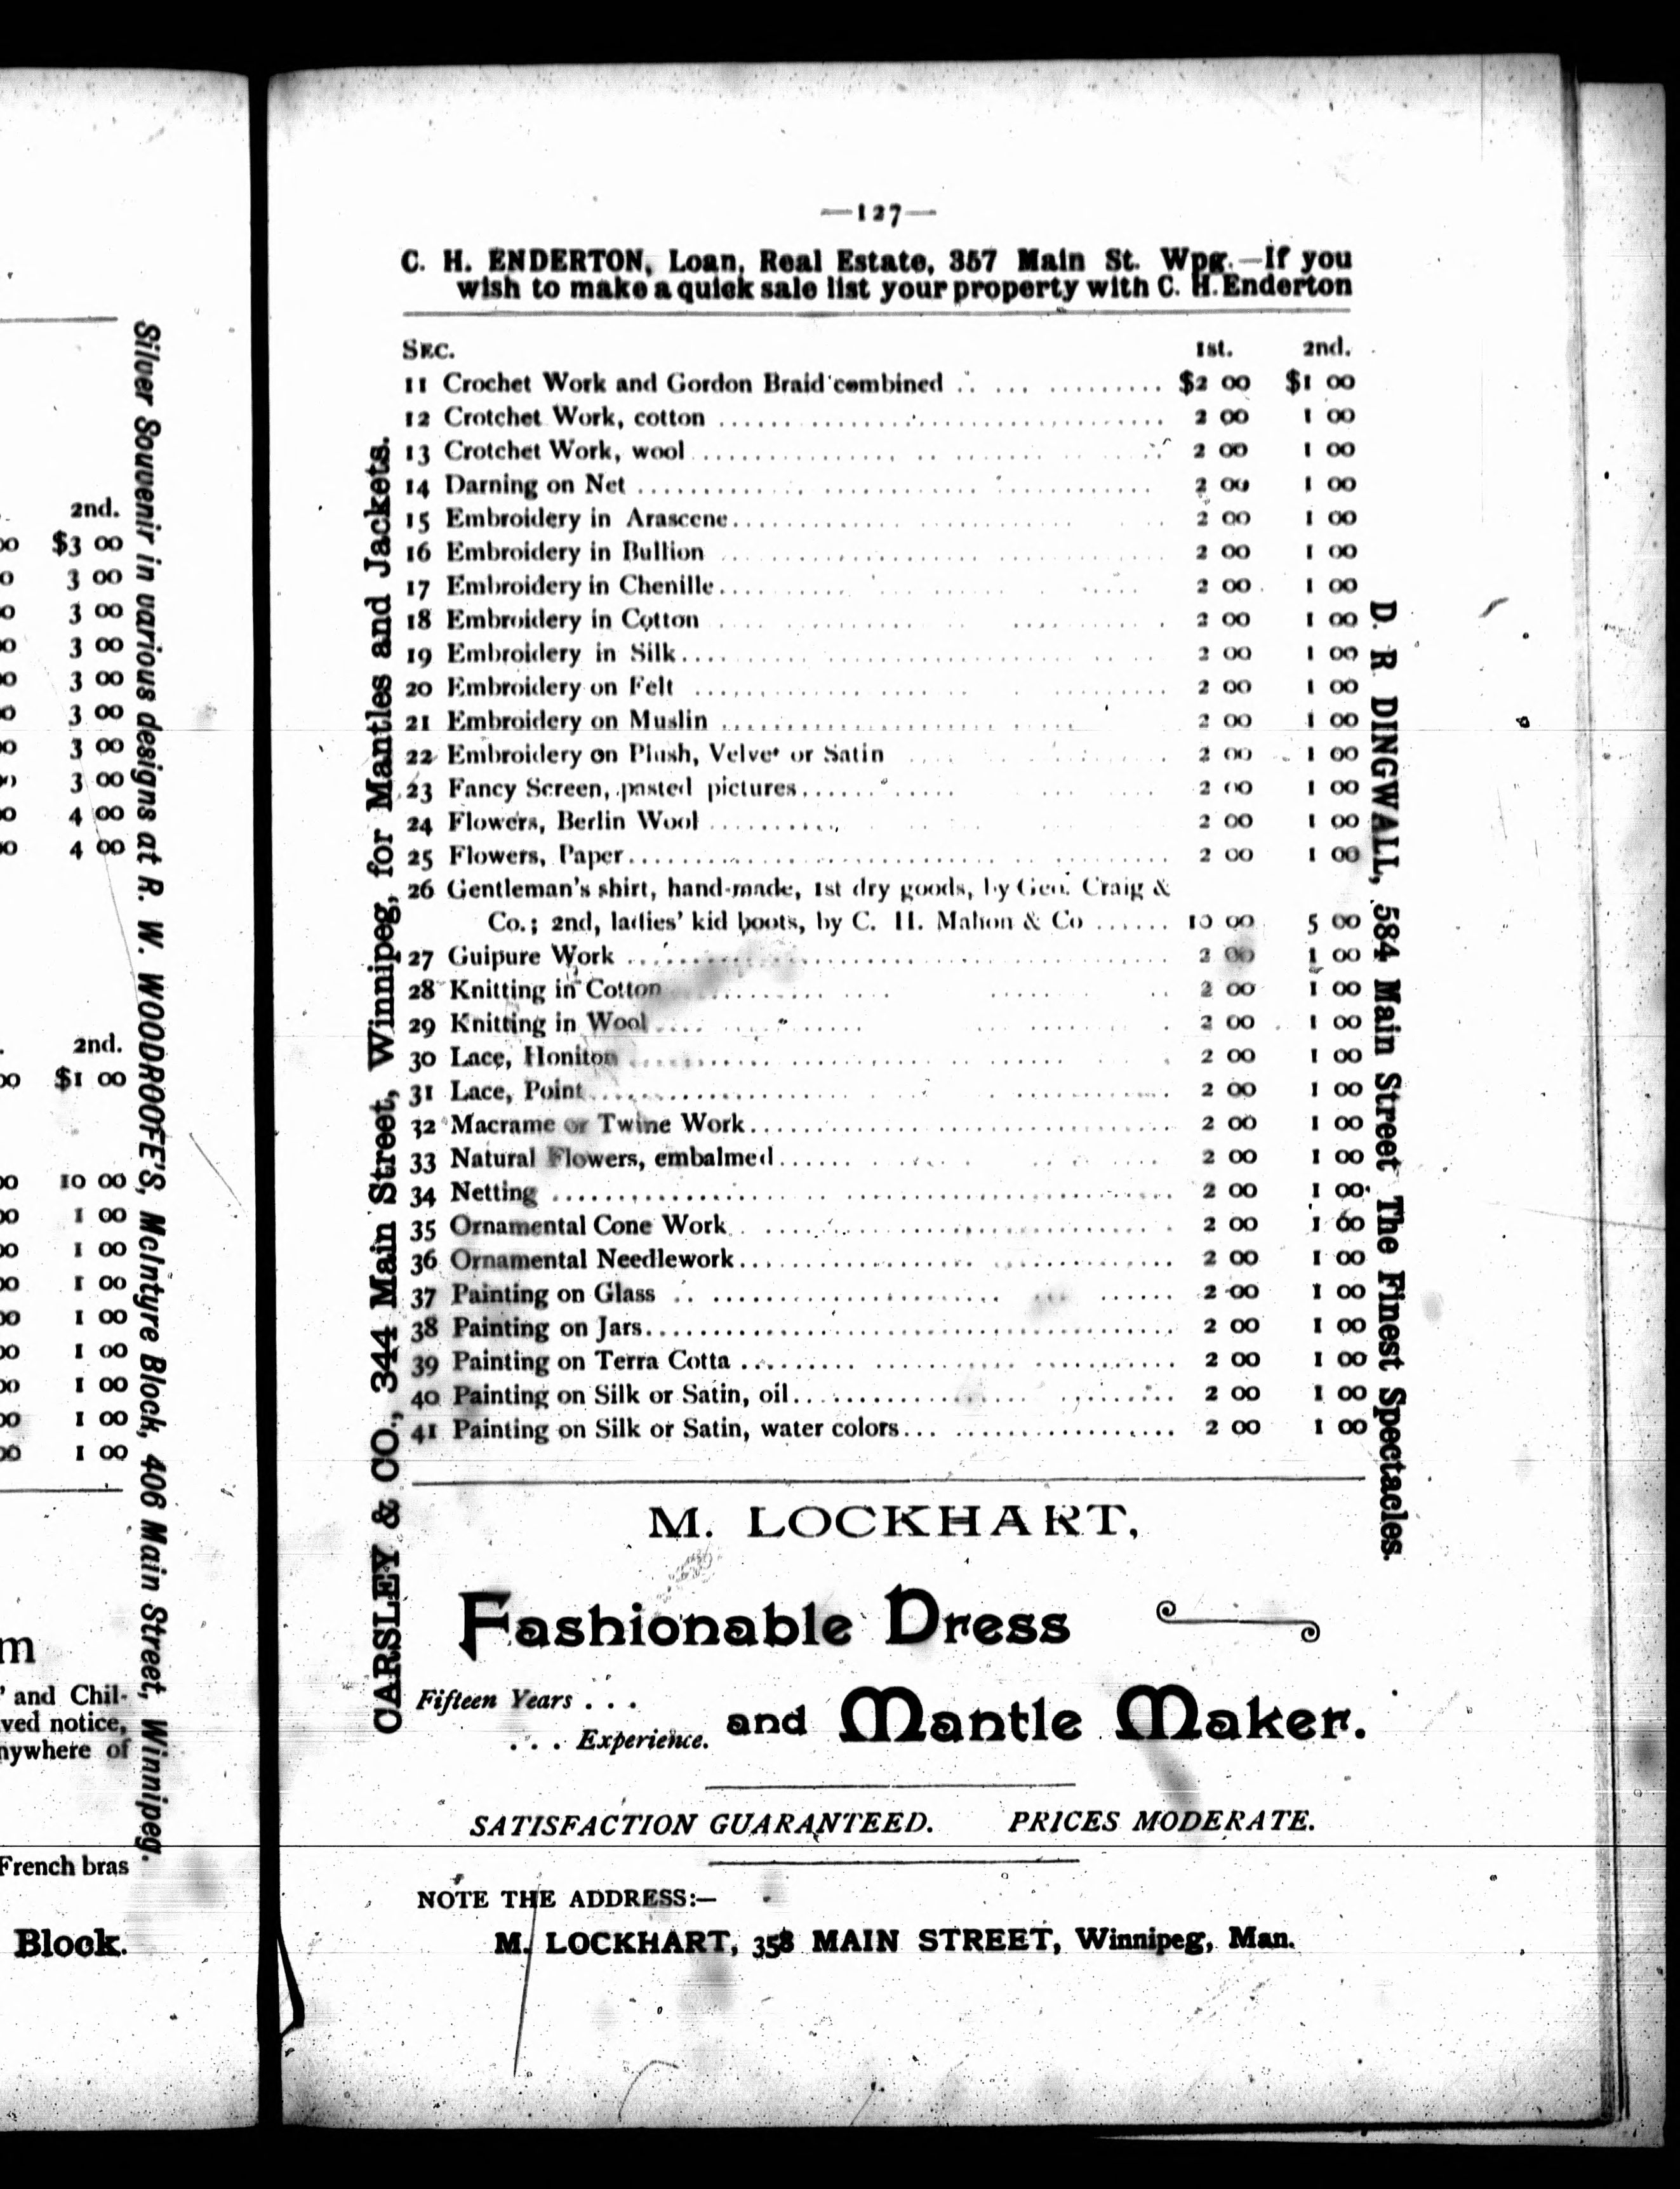 2nd.
$3 00
3 00
3 00
3 00
3 00
3 00
3 00
3 00
4 00
4 00
2nd.
$1 00
10 00
1 00
1 00
1 00
1 00
1 00
1 00
1 00
1 00
m
' and Chil-
ved notice,
nywhere of
French bras
Block.
Silver Souvenir in various designs at R. W. WOODROOFE'S, McIntyre Block, 406 Main Street, Winnipeg.
—127—
C. H. ENDERTON, Loan, Real Estate, 357 Main St. Wpg.—If you
wish to make a quick sale list your property with C. H. Enderton
SEC. 1st. 2nd.
11 Crochet Work and Gordon Braid combined .. ... .......... $2 00 $1 00
12 Crotchet Work, cotton .......... 2 00 1 00
13 Crotchet Work, wool .......... 2 00 1 00
14 Darning on Net .......... 2 00 1 00
15 Embroidery in Arascene.......... 2 00 1 00
16 Embroidery in Bullion .......... 2 00 1 00
17 Embroidery in Chenille.......... 2 00 1 00
18 Embroidery in Cotton .......... 2 00 1 00
19 Embroidery in Silk.......... 2 00 1 00
20 Embroidery on Felt .......... 2 00 1 00
21 Embroidery on Muslin .......... 2 00 1 00
22 Embroidery on Plush, Velvet or Satin .......... 2 00 1 00
23 Fancy Screen, pasted pictures.......... 2 00 1 00
24 Flowers, Berlin Wool .......... 2 00 1 00
25 Flowers, Paper.......... 2 00 1 00
26 Gentleman's shirt, hand-made, 1st dry goods, by Geo. Craig &
Co.; 2nd, ladies' kid boots, by C. H. Mahon & Co ...... 10 00 5 00
27 Guipure Work .......... 2 00 1 00
28 Knitting in Cotton .......... 2 00 1 00
29 Knitting in Wool .......... 2 00 1 00
30 Lace, Honiton .......... 2 00 1 00
31 Lace, Point .......... 2 00 1 00
32 Macrame or Twine Work.......... 2 00 1 00
33 Natural Flowers, embalmed.......... 2 00 1 00
34 Netting .......... 2 00 1 00
35 Ornamental Cone Work .......... 2 00 1 00
36 Ornamental Needlework.......... 2 00 1 00
37 Painting on Glass .......... 2 00 1 00
38 Painting on Jars.......... 2 00 1 00
39 Painting on Terra Cotta .......... 2 00 1 00
40 Painting on Silk or Satin, oil.......... 2 00 1 00
41 Painting on Silk or Satin, water colors.......... 2 00 1 00
CARSLEY & CO., 344 Main Street, Winnipeg, for Mantles and Jackets.
D. R DINGWALL, 584 Main Street The Finest Spectacles.
M. LOCKHART,
Fashionable Dress
Fifteen Years . . .
. . . Experience.
and Mantle Maker.
SATISFACTION GUARANTEED. PRICES MODERATE.
NOTE THE ADDRESS:—
M. LOCKHART, 358 MAIN STREET, Winnipeg, Man.